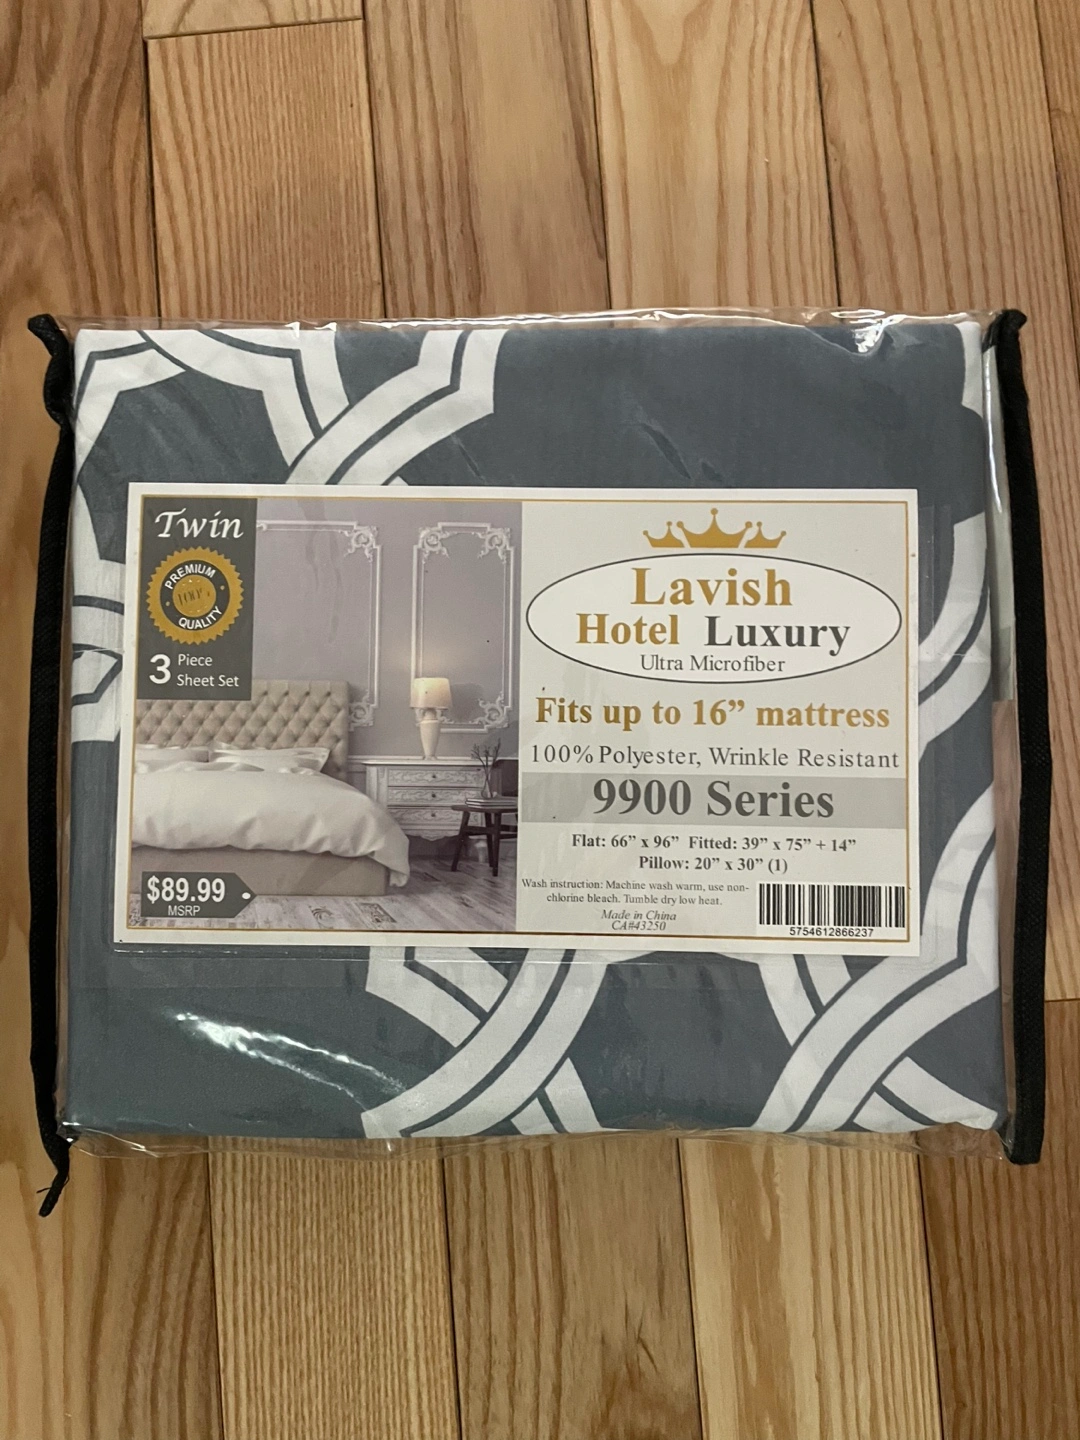 Twin
PREMIUM
100%
QUALITY
3 Piece
Sheet Set
$89.99
MSRP
Lavish
Hotel Luxury
Ultra Microfiber
Fits up to 16” mattress
100% Polyester, Wrinkle Resistant
9900 Series
Flat: 66” x 96” Fitted: 39” x 75” + 14”
Pillow: 20” x 30” (1)
Wash instruction: Machine wash warm, use non-
chlorine bleach. Tumble dry low heat.
Made in China
CA#43250
5754612866237